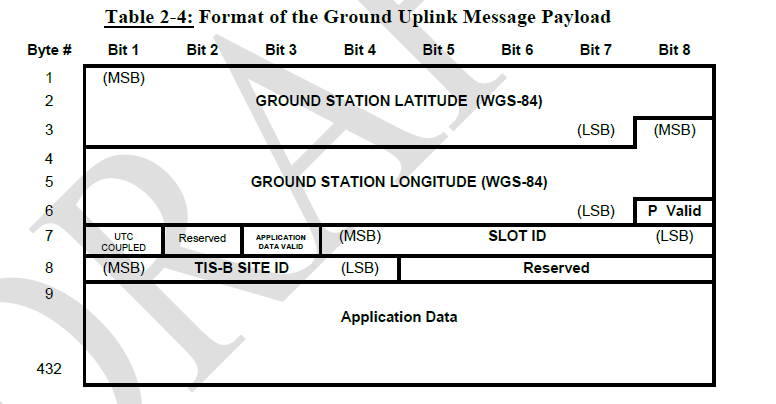 Table 2-4: Format of the Ground Uplink Message Payload
Byte # Bit 1 Bit 2 Bit 3 Bit 4 Bit 5 Bit 6 Bit 7 Bit 8
1 (MSB)
2 GROUND STATION LATITUDE (WGS-84)
3 (LSB) (MSB)
4
5 GROUND STATION LONGITUDE (WGS-84)
6 (LSB) P Valid
7 UTC COUPLED Reserved APPLICATION DATA VALID (MSB) SLOT ID (LSB)
8 (MSB) TIS-B SITE ID (LSB) Reserved
9
Application Data
432